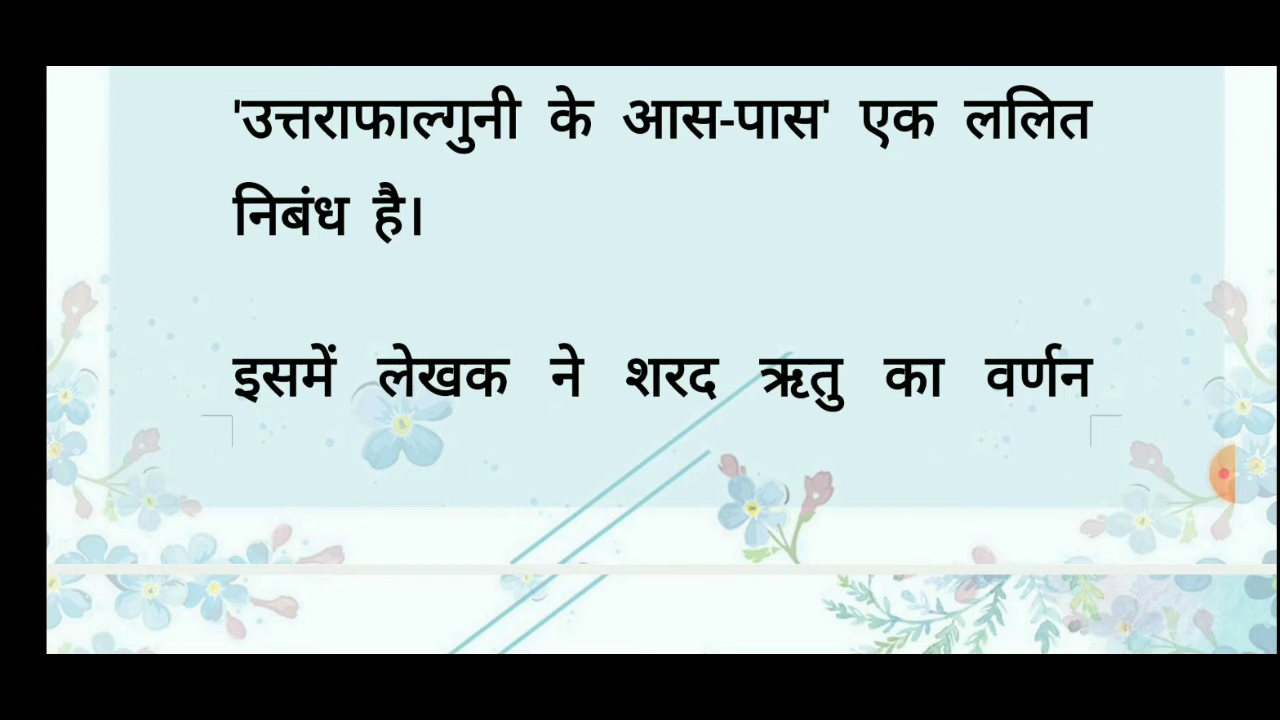 'उत्तराफाल्गुनी के आस-पास' एक ललित
निबंध है।
इसमें लेखक ने शरद ऋतु का वर्णन